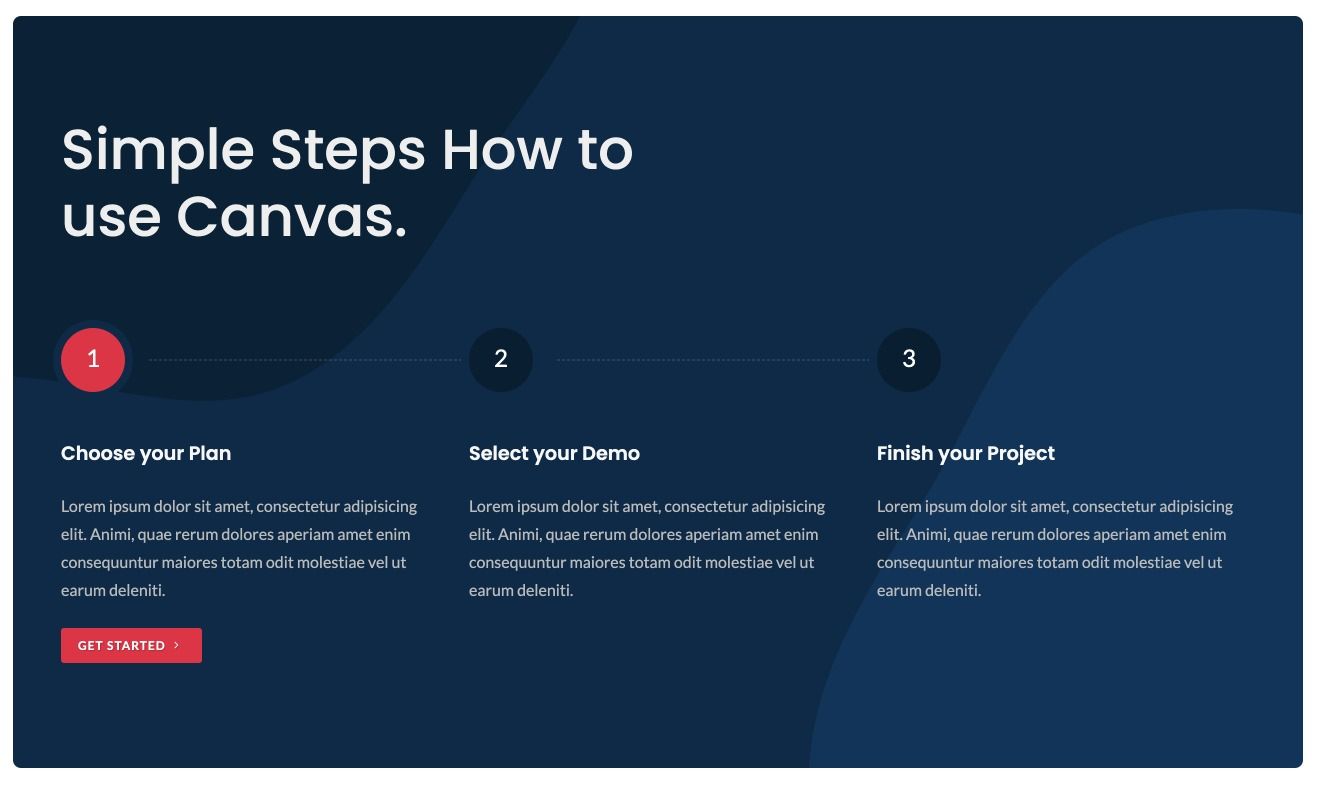 Simple Steps How to
use Canvas.
1
2
3
Choose your Plan
Lorem ipsum dolor sit amet, consectetur adipisicing
elit. Animi, quae rerum dolores aperiam amet enim
consequuntur maiores totam odit molestiae vel ut
earum deleniti.
GET STARTED
Select your Demo
Lorem ipsum dolor sit amet, consectetur adipisicing
elit. Animi, quae rerum dolores aperiam amet enim
consequuntur maiores totam odit molestiae vel ut
earum deleniti.
Finish your Project
Lorem ipsum dolor sit amet, consectetur adipisicing
elit. Animi, quae rerum dolores aperiam amet enim
consequuntur maiores totam odit molestiae vel ut
earum deleniti.